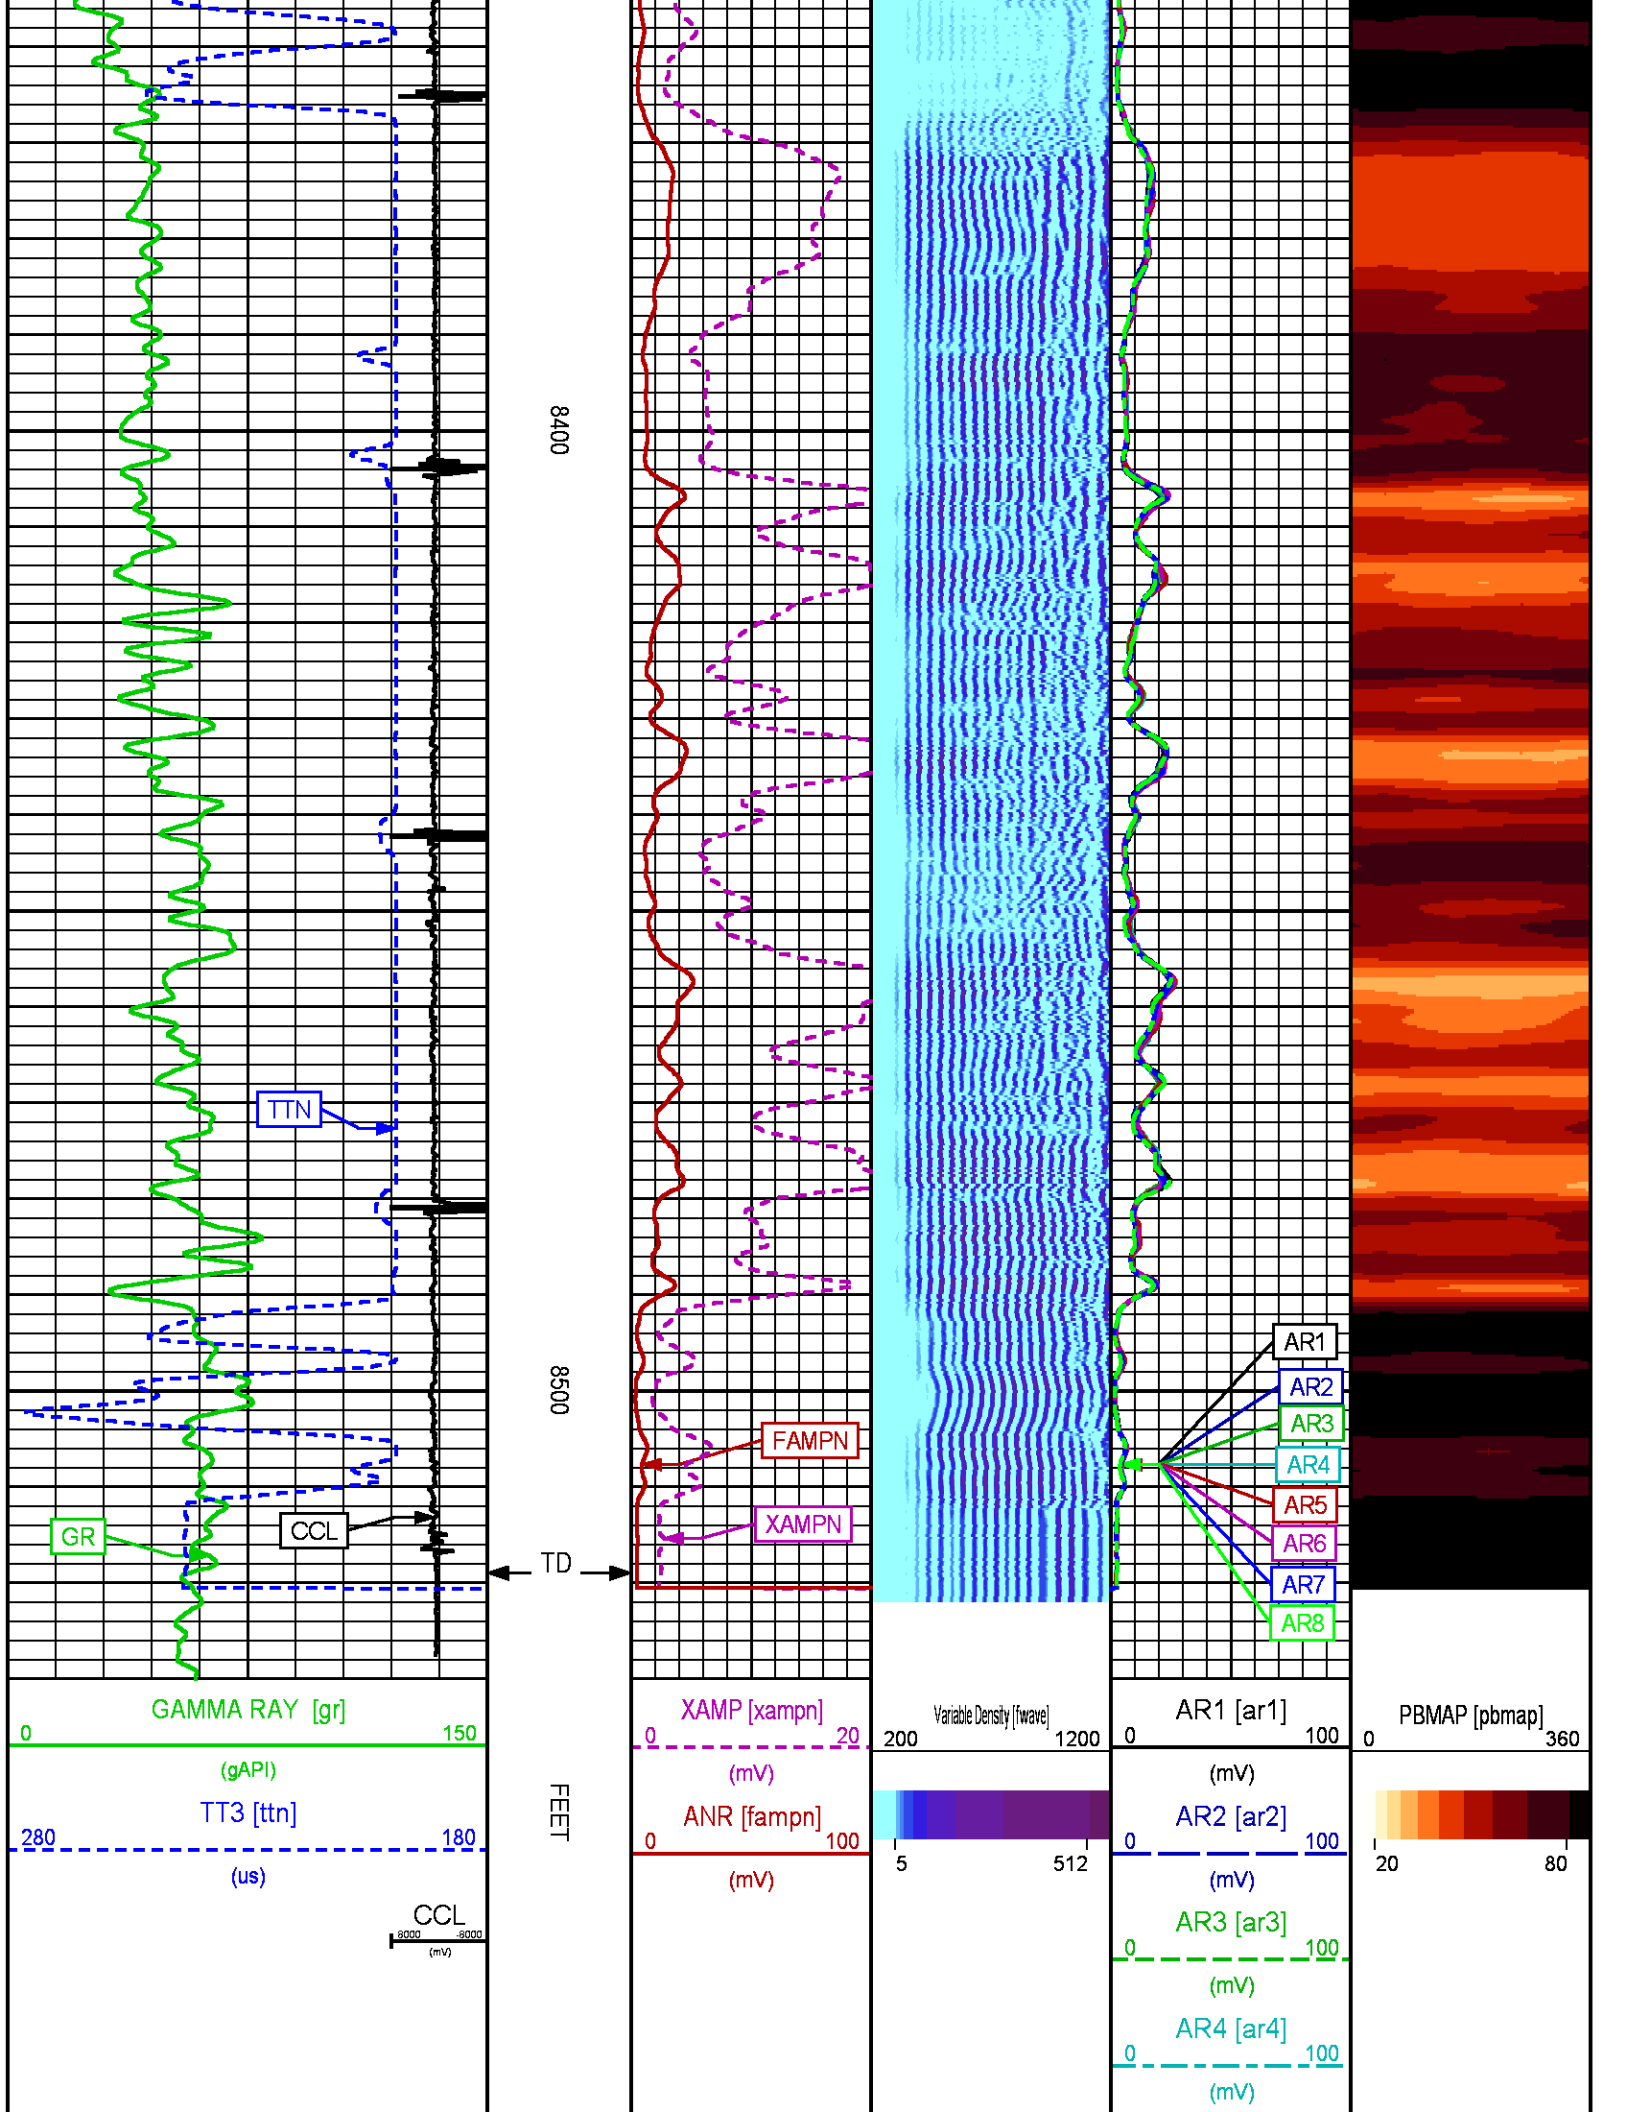 8400
TTN
8500
AR1
AR2
AR3
AR4
AR5
AR6
AR7
AR8
FAMPN
XAMPN
GR
CCL
TD
GAMMA RAY [gr]
0 150
(gAPI)
TT3 [ttn]
280 180
(us)
CCL
8000 -8000
(mV)
FEET
XAMP [xampn]
0 20
(mV)
ANR [fampn]
0 100
(mV)
Variable Density [fwave]
200 1200
5 512
AR1 [ar1]
0 100
(mV)
AR2 [ar2]
0 100
(mV)
AR3 [ar3]
0 100
(mV)
AR4 [ar4]
0 100
(mV)
PBMAP [pbmap]
0 360
20 80